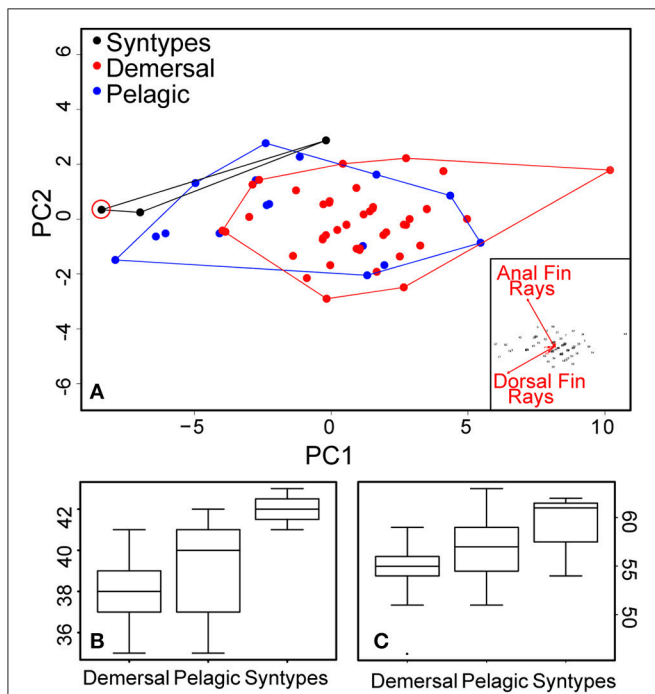 Syntypes
Demersal
Pelagic
6
4
2
0
−2
−4
−6
PC2
A
Anal Fin
Rays
Dorsal Fin
Rays
−5
0
5
10
PC1
42
40
38
36
B
Demersal Pelagic Syntypes
60
55
50
C
Demersal Pelagic Syntypes